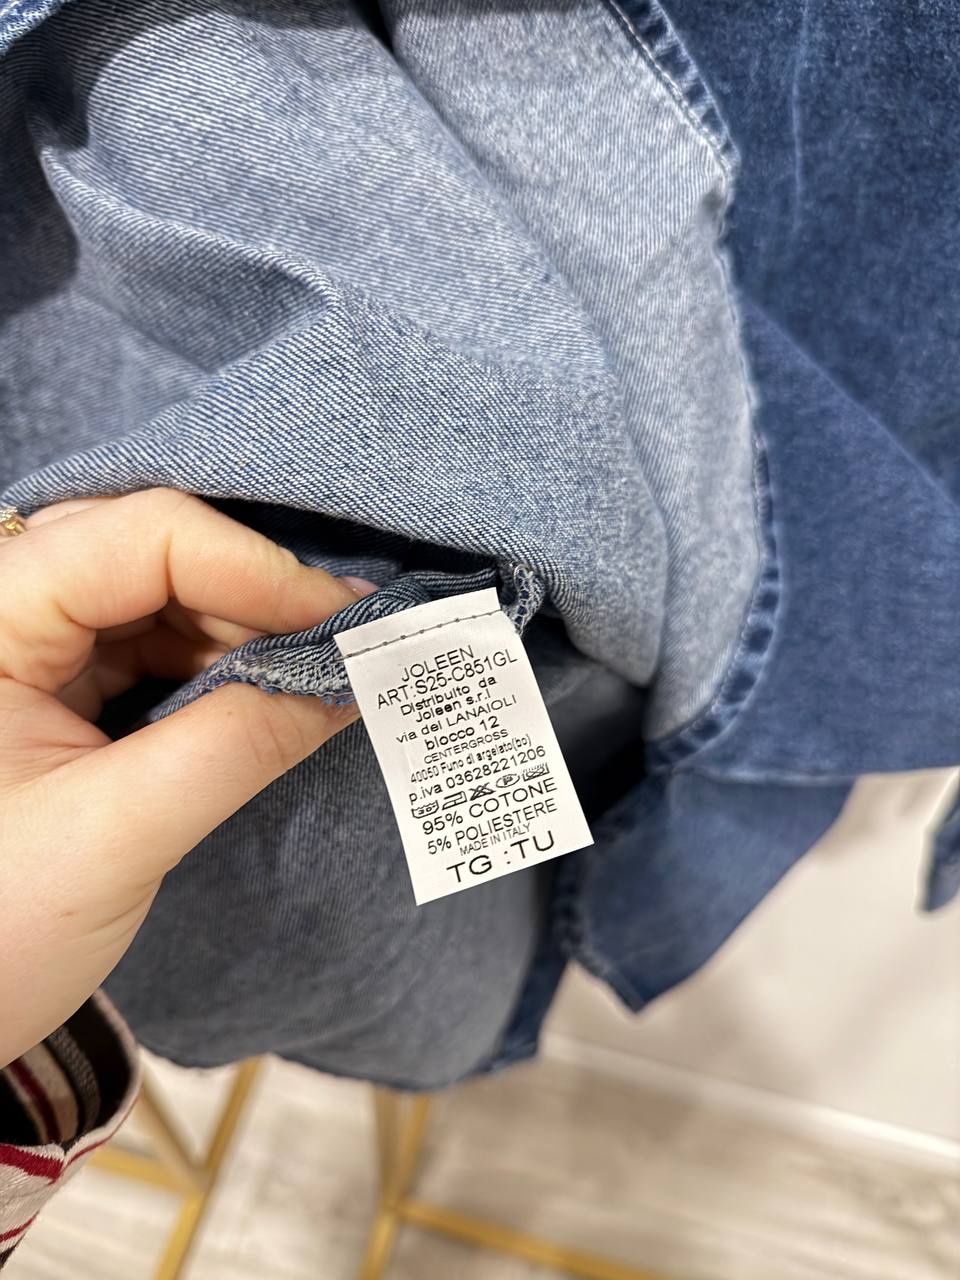 JOLEEN
ART:S25-C851GL
Distribuito da
Joleen s.r.l
via dei LANAIOLI
blocco 12
CENTERGROSS
40050 Funo di argelato(bo)
p.iva 03628221206
95% COTONE
5% POLIESTERE
MADE IN ITALY
TG :TU